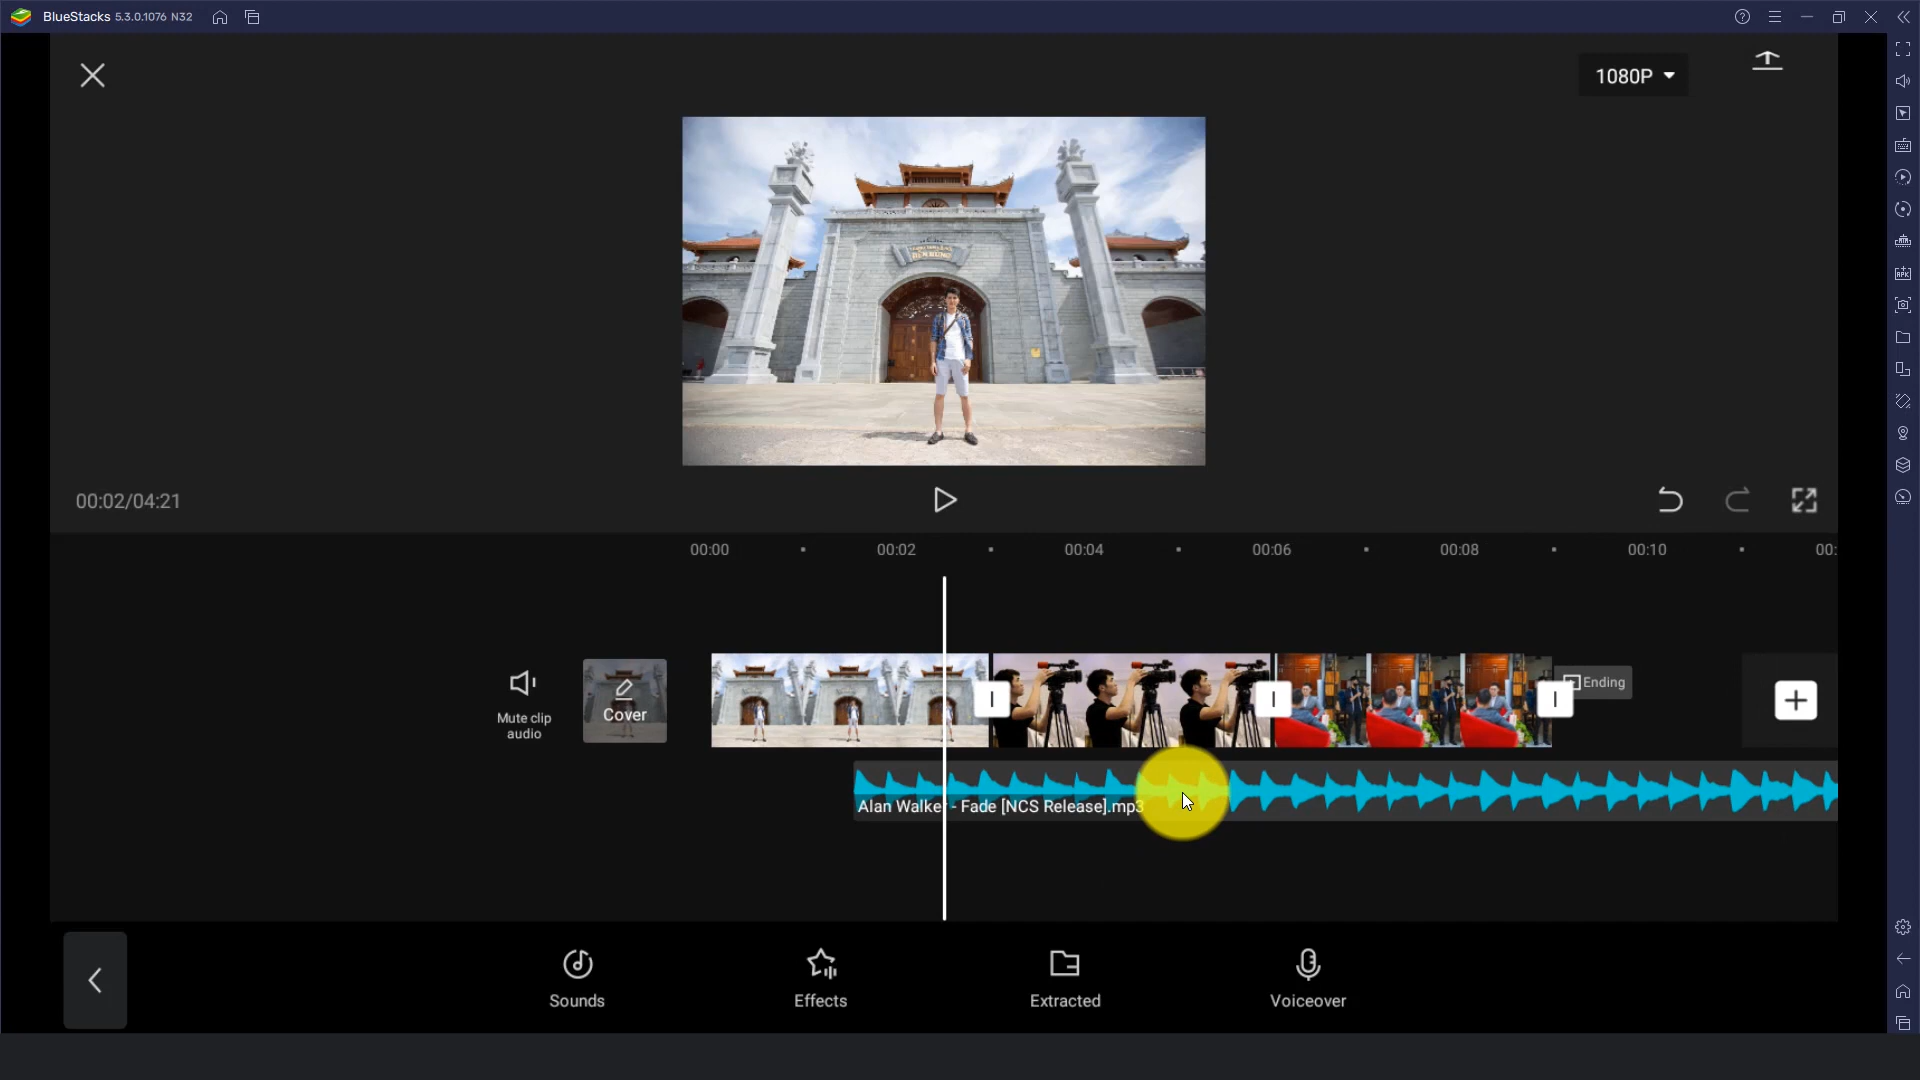 BlueStacks 5.3.0.1076 N32
1080P
00:02/04:21
00:00
00:02
00:04
00:06
00:08
00:10
00:
Mute clip
audio
Cover
Ending
Alan Walker - Fade [NCS Release].mp3
Sounds
Effects
Extracted
Voiceover